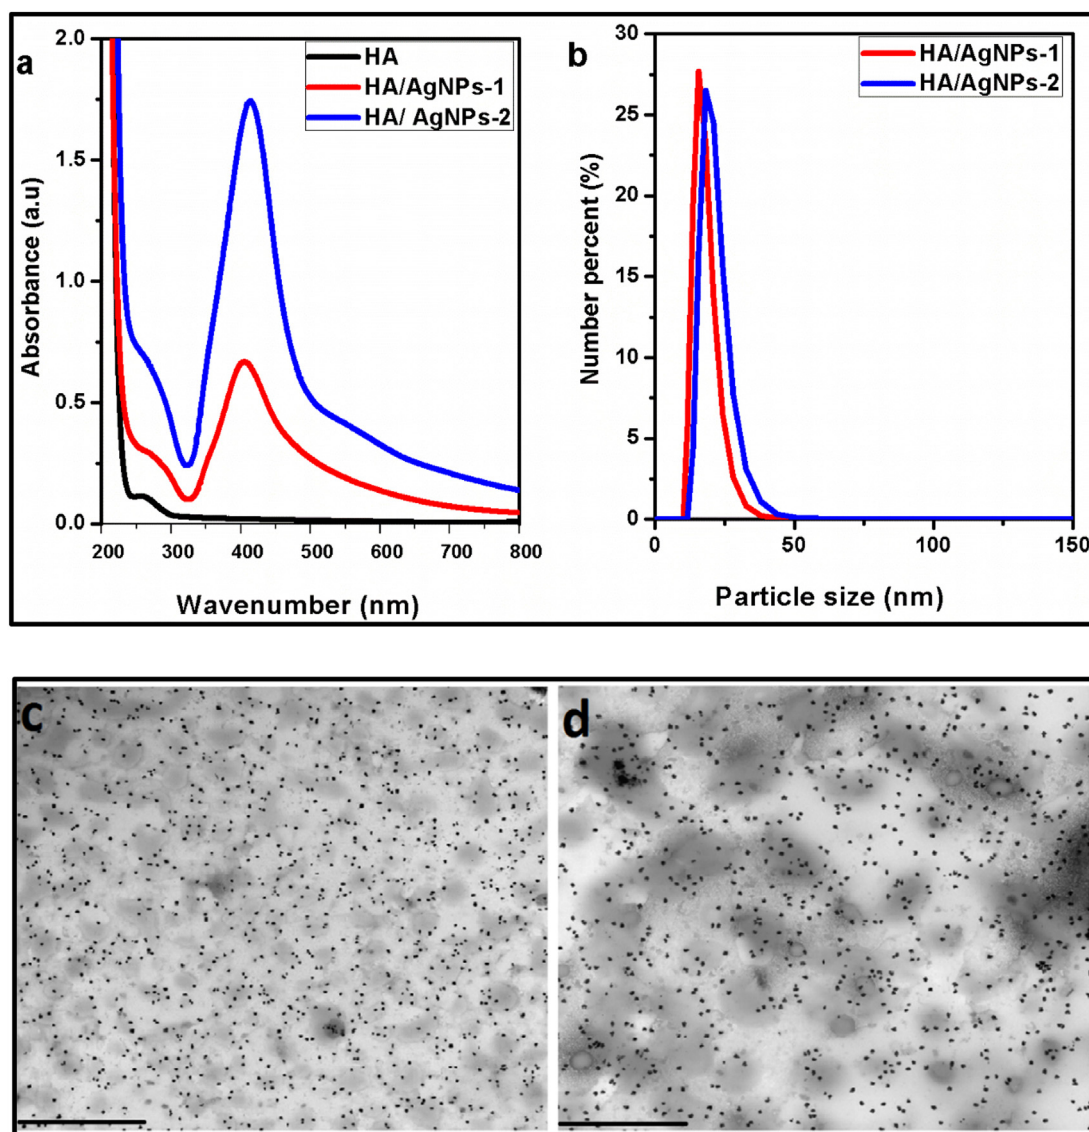 a
2.0
1.5
1.0
0.5
0.0
Absorbance (a.u)
HA
HA/AgNPs-1
HA/ AgNPs-2
200 300 400 500 600 700 800
Wavenumber (nm)
b
30
25
20
15
10
5
0
Number percent (%)
HA/AgNPs-1
HA/AgNPs-2
0 50 100 150
Particle size (nm)
c
d